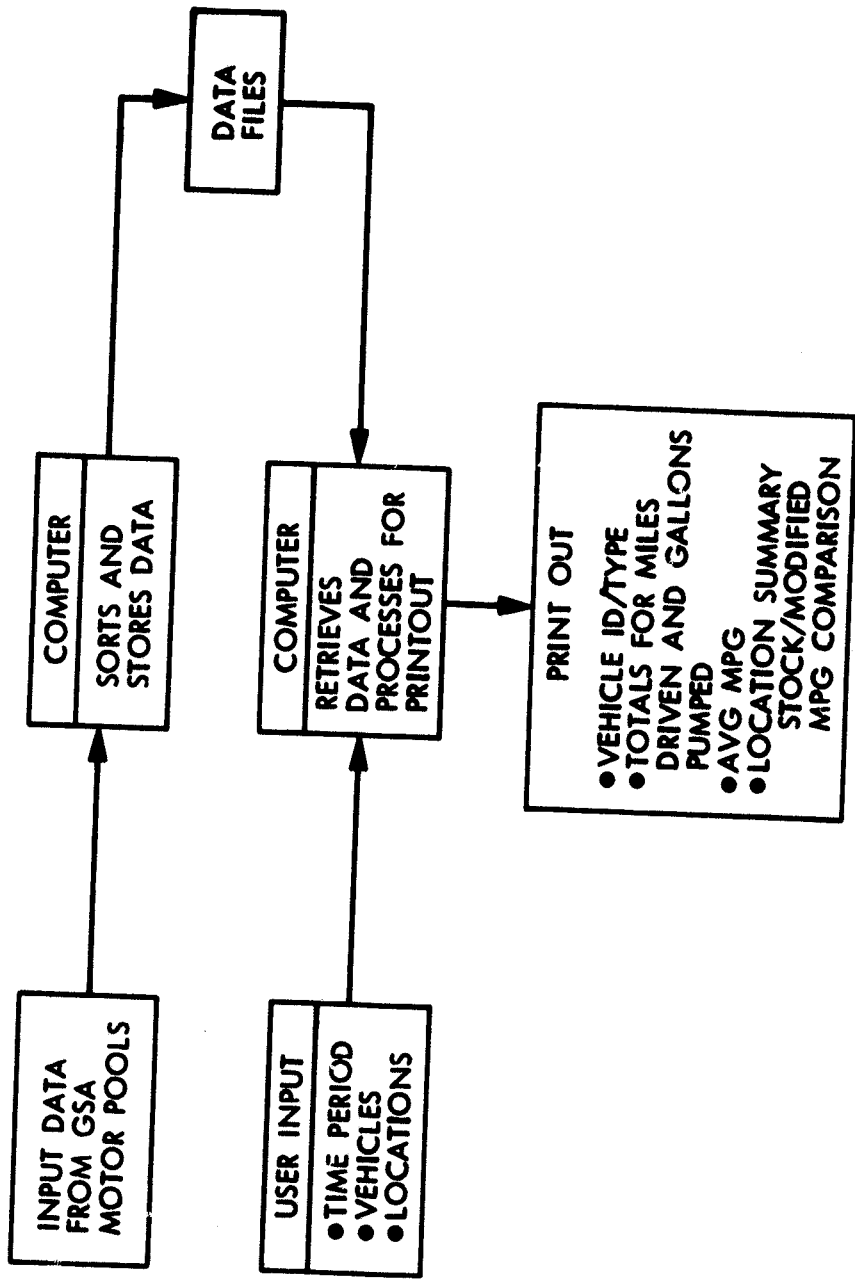 INPUT DATA
FROM GSA
MOTOR POOLS
COMPUTER
SORTS AND
STORES DATA
DATA
FILES
USER INPUT
●TIME PERIOD
●VEHICLES
●LOCATIONS
COMPUTER
RETRIEVES
DATA AND
PROCESSES FOR
PRINTOUT
PRINT OUT
●VEHICLE ID/TYPE
●TOTALS FOR MILES
DRIVEN AND GALLONS
PUMPED
●AVG MPG
●LOCATION SUMMARY
STOCK/MODIFIED
MPG COMPARISON